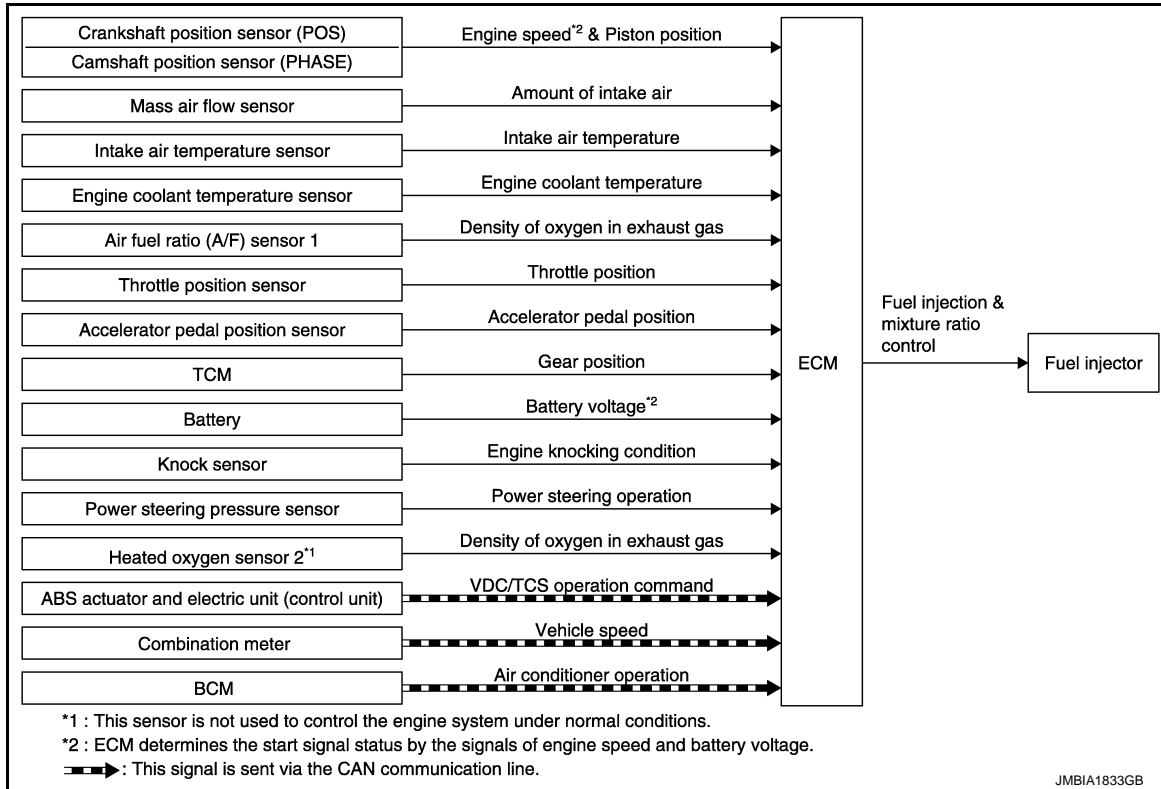 Crankshaft position sensor (POS)
Camshaft position sensor (PHASE)
Engine speed*2 & Piston position
Mass air flow sensor
Amount of intake air
Intake air temperature sensor
Intake air temperature
Engine coolant temperature sensor
Engine coolant temperature
Air fuel ratio (A/F) sensor 1
Density of oxygen in exhaust gas
Throttle position sensor
Throttle position
Accelerator pedal position sensor
Accelerator pedal position
TCM
Gear position
Battery
Battery voltage*2
Knock sensor
Engine knocking condition
Power steering pressure sensor
Power steering operation
Heated oxygen sensor 2*1
Density of oxygen in exhaust gas
ABS actuator and electric unit (control unit)
VDC/TCS operation command
Combination meter
Vehicle speed
BCM
Air conditioner operation
ECM
Fuel injection &
mixture ratio
control
Fuel injector
*1 : This sensor is not used to control the engine system under normal conditions.
*2 : ECM determines the start signal status by the signals of engine speed and battery voltage.
: This signal is sent via the CAN communication line.
JMBIA1833GB